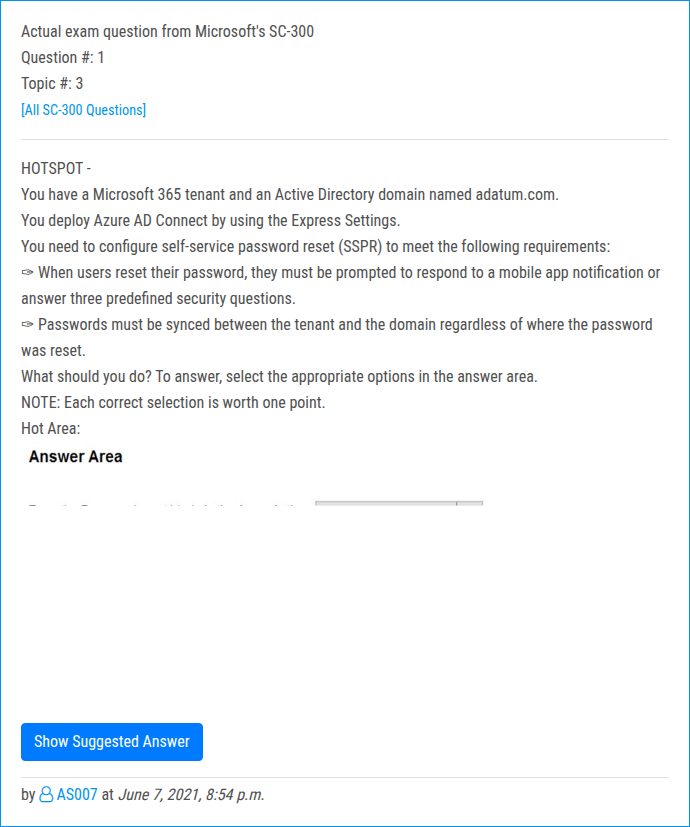 Actual exam question from Microsoft's SC-300
Question #: 1
Topic #: 3
[All SC-300 Questions]
HOTSPOT -
You have a Microsoft 365 tenant and an Active Directory domain named adatum.com.
You deploy Azure AD Connect by using the Express Settings.
You need to configure self-service password reset (SSPR) to meet the following requirements:
✑ When users reset their password, they must be prompted to respond to a mobile app notification or
answer three predefined security questions.
✑ Passwords must be synced between the tenant and the domain regardless of where the password
was reset.
What should you do? To answer, select the appropriate options in the answer area.
NOTE: Each correct selection is worth one point.
Hot Area:
Answer Area
Show Suggested Answer
by AS007 at June 7, 2021, 8:54 p.m.